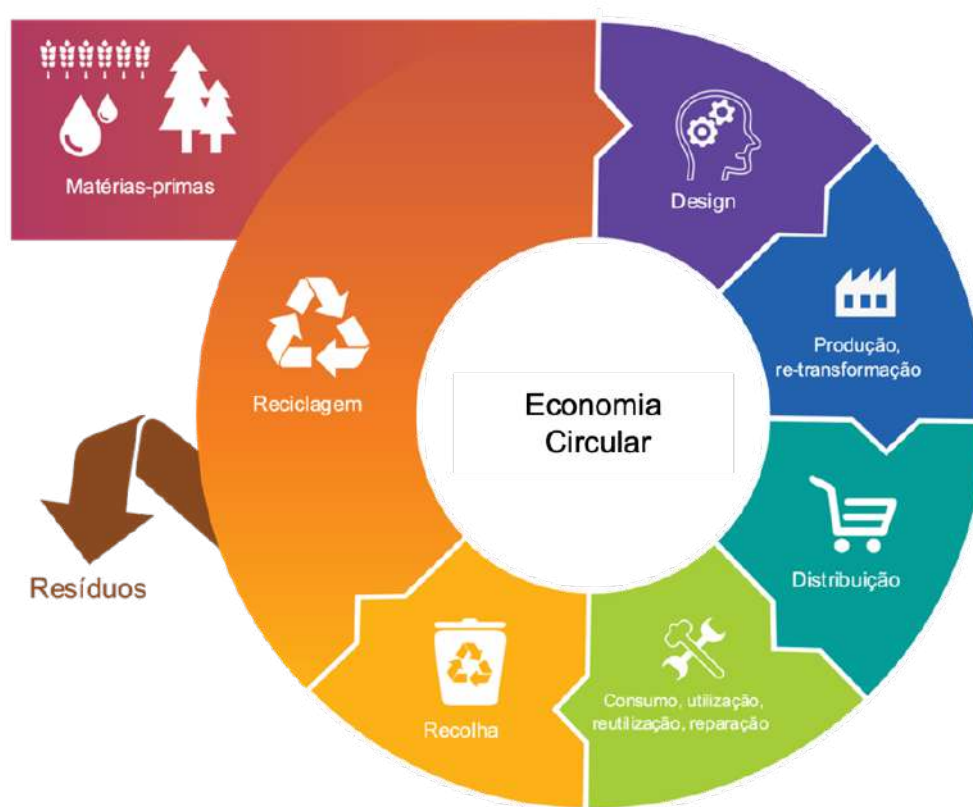 Matérias-primas
Design
Produção,
re-transformação
Distribuição
Consumo, utilização,
reutilização, reparação
Recolha
Reciclagem
Resíduos
Economia
Circular